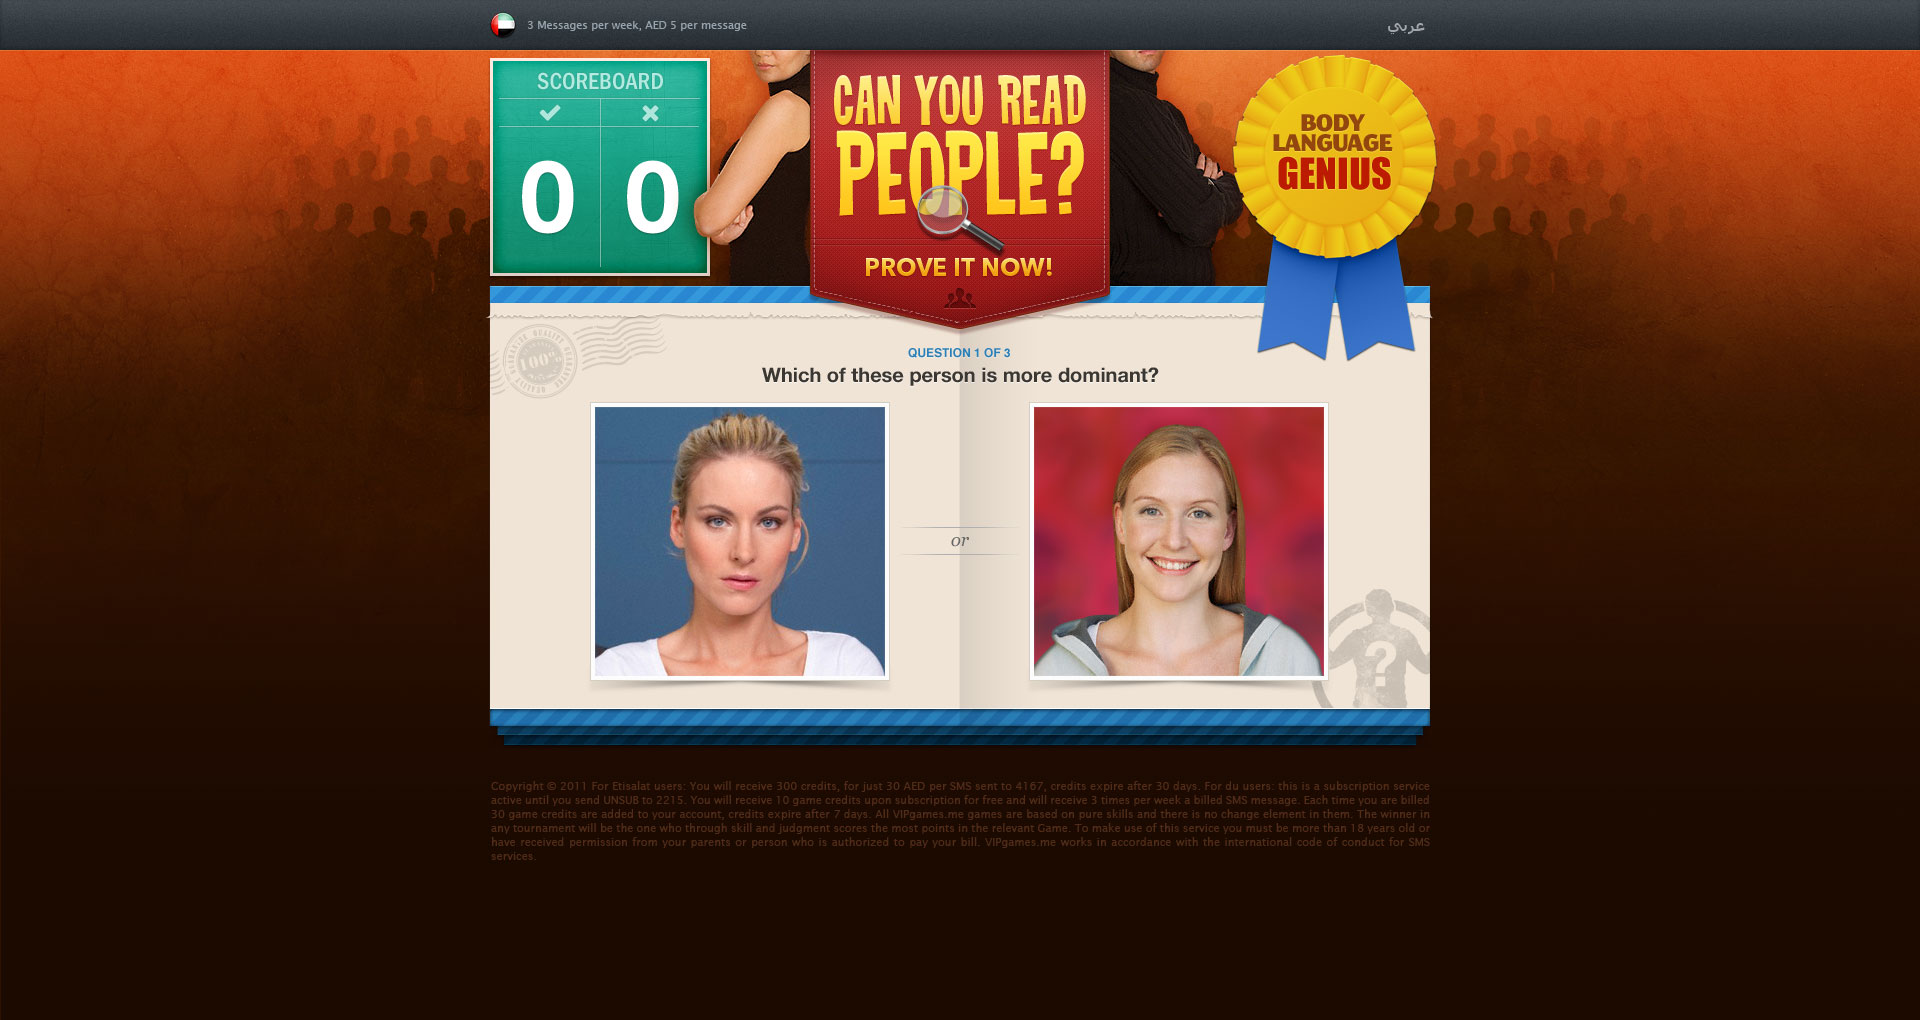 3 Messages per week, AED 5 per message
عربي
SCOREBOARD
0 0
CAN YOU READ
PEOPLE?
PROVE IT NOW!
BODY
LANGUAGE
GENIUS
100%
QUESTION 1 OF 3
Which of these person is more dominant?
or
?
Copyright © 2011 For Etisalat users: You will receive 300 credits, for just 30 AED per SMS sent to 4167, credits expire after 30 days. For du users: this is a subscription service
active until you send UNSUB to 2215. You will receive 10 game credits upon subscription for free and will receive 3 times per week a billed SMS message. Each time you are billed
30 game credits are added to your account, credits expire after 7 days. All VIPgames.me games are based on pure skills and there is no change element in them. The winner in
any tournament will be the one who through skill and judgment scores the most points in the relevant Game. To make use of this service you must be more than 18 years old or
have received permission from your parents or person who is authorized to pay your bill. VIPgames.me works in accordance with the international code of conduct for SMS
services.